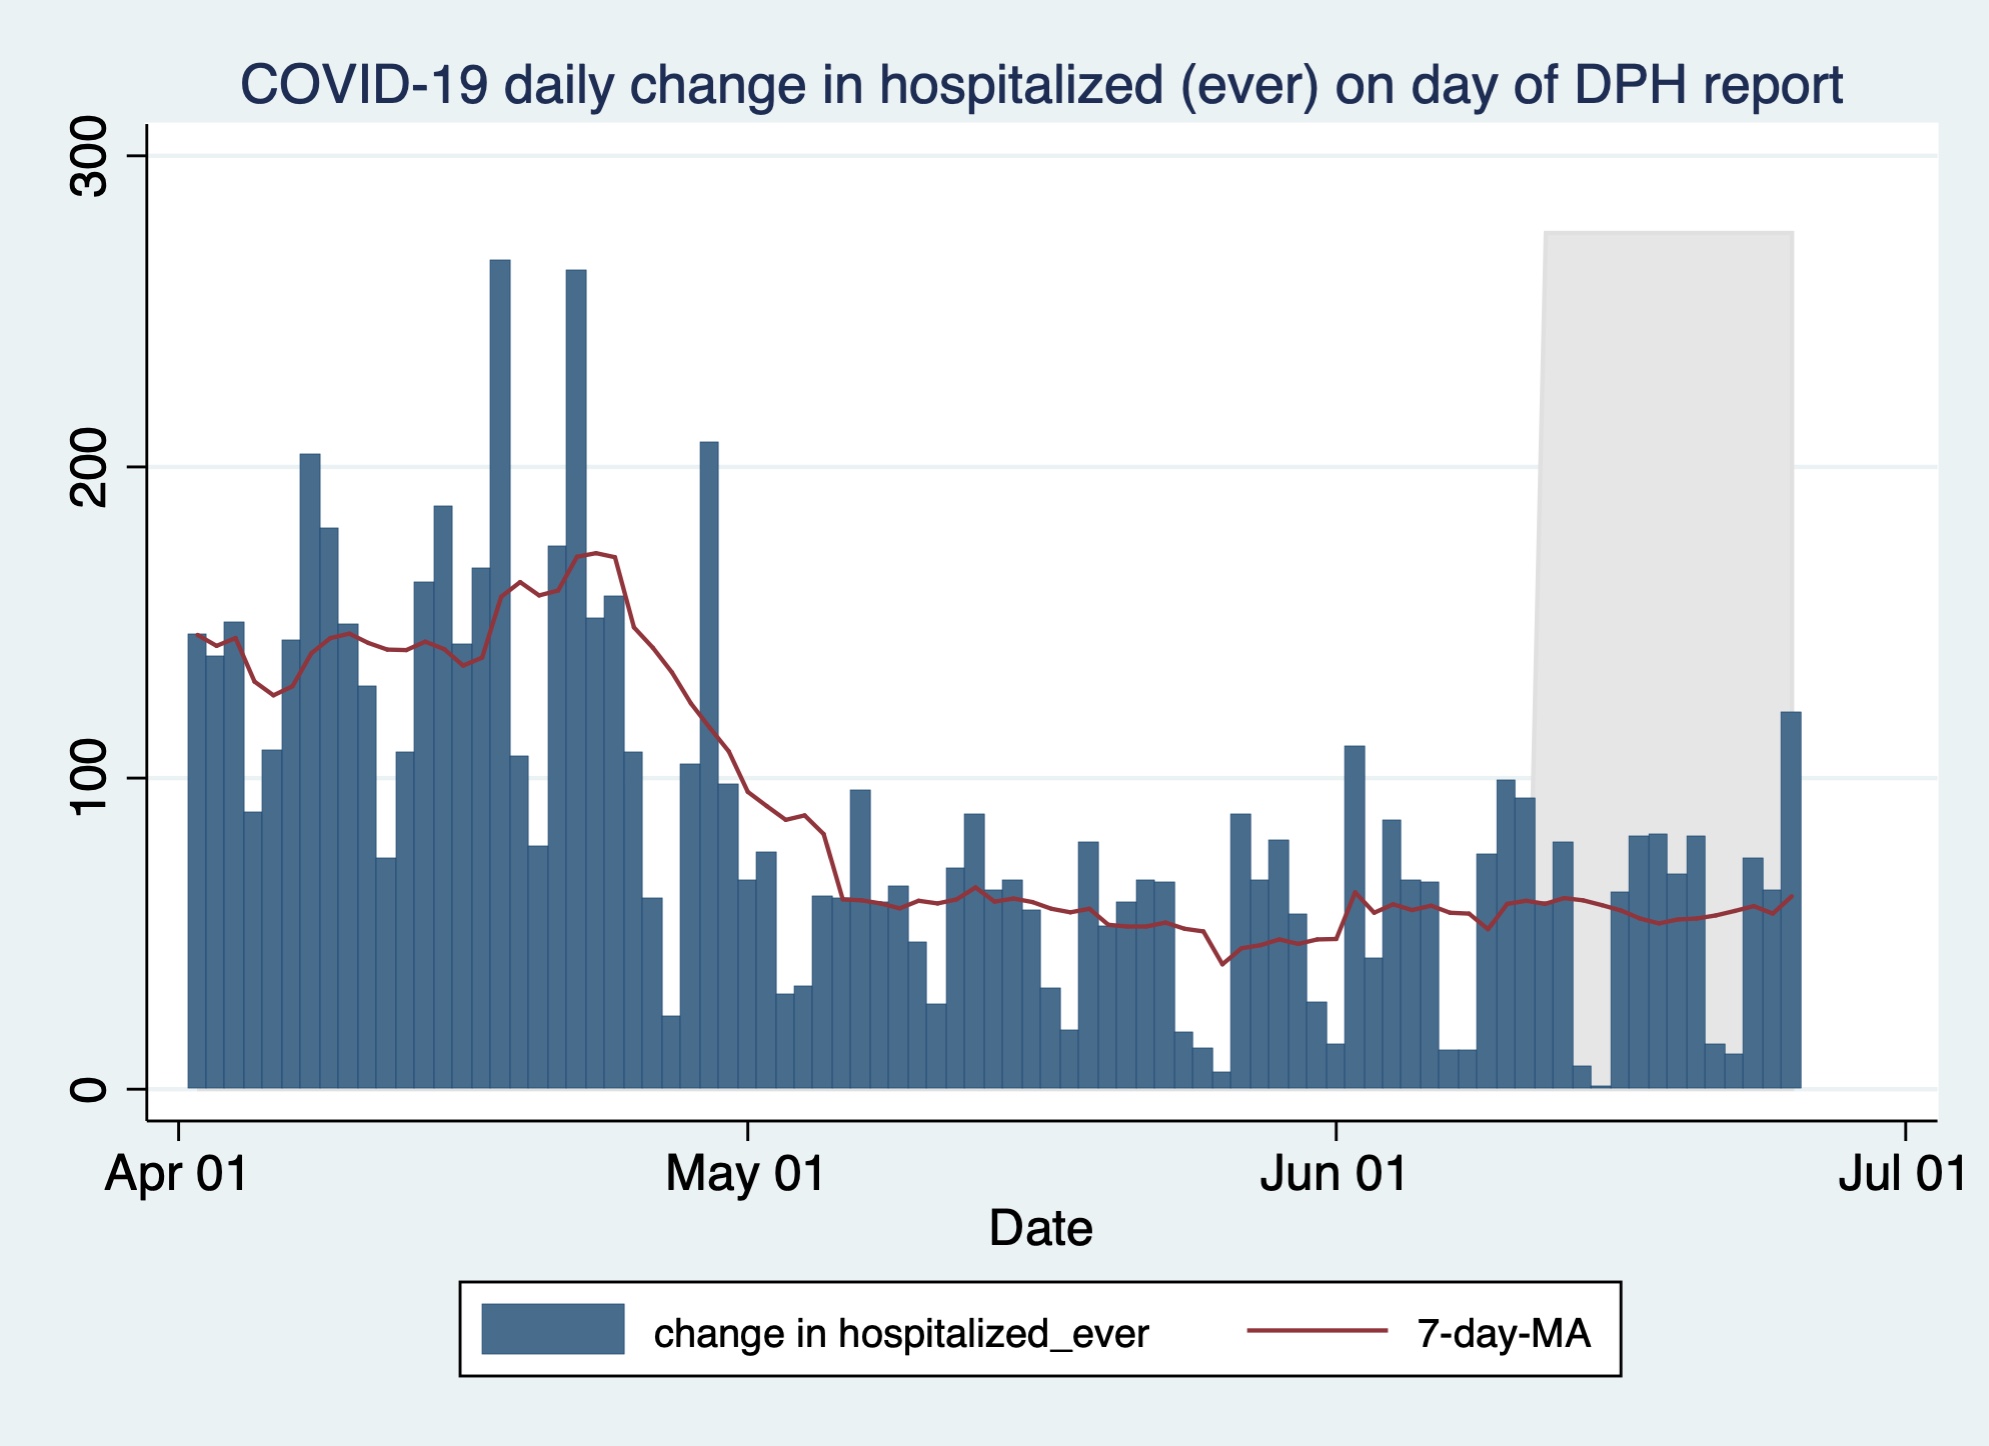 COVID-19 daily change in hospitalized (ever) on day of DPH report
300
200
100
0
Apr 01 May 01 Jun 01 Jul 01
Date
change in hospitalized_ever 7-day-MA